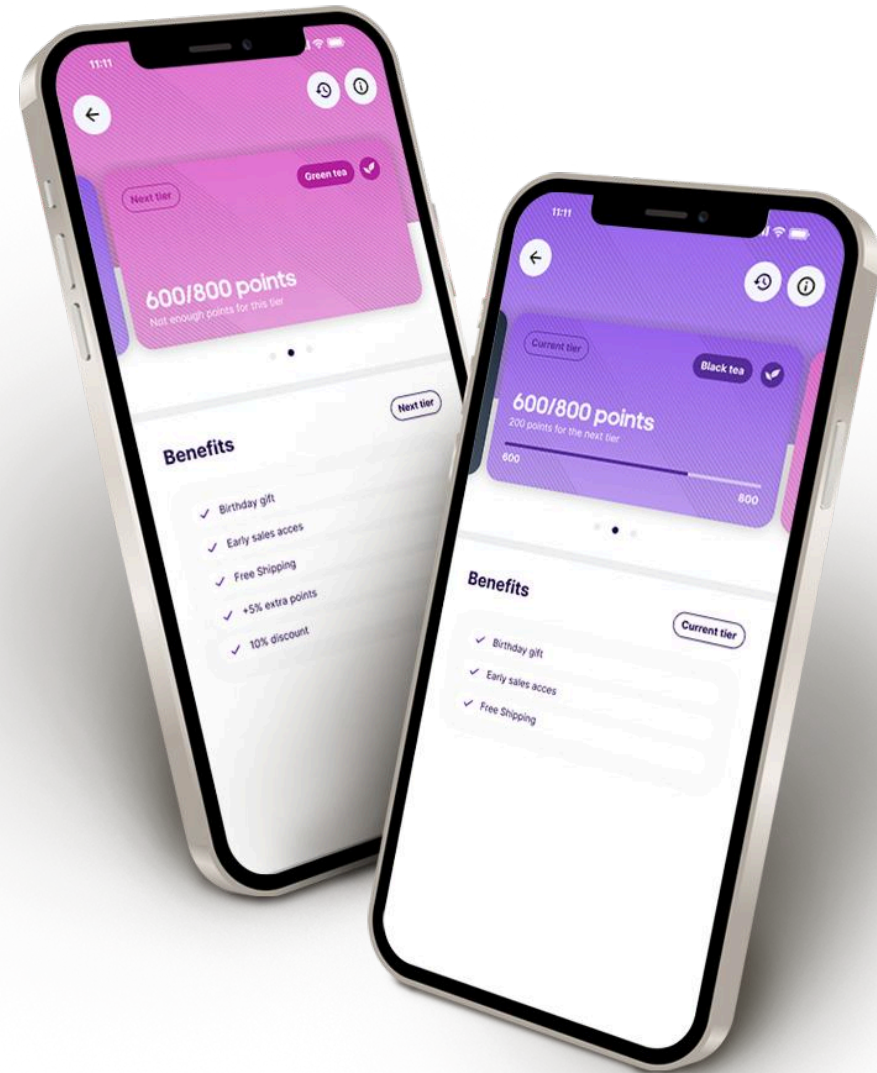 11:11
Next tier
Green tea
600/800 points
Not enough points for this tier
Next tier
Benefits
Birthday gift
Early sales acces
Free Shipping
+5% extra points
10% discount
11:11
Current tier
Black tea
600/800 points
200 points for the next tier
600
800
Benefits
Current tier
Birthday gift
Early sales acces
Free Shipping